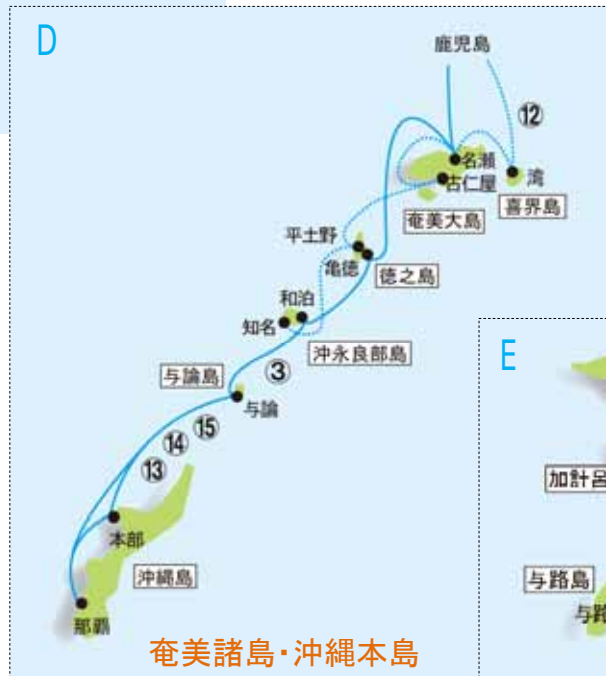 D
鹿児島
⑫
名瀬
古仁屋
湾
喜界島
奄美大島
平土野
亀徳
徳之島
和泊
知名
沖永良部島
与論島
③
与論
⑮
⑭
⑬
本部
沖縄島
那覇
奄美諸島・沖縄本島
E
加計呂
与路島
与路